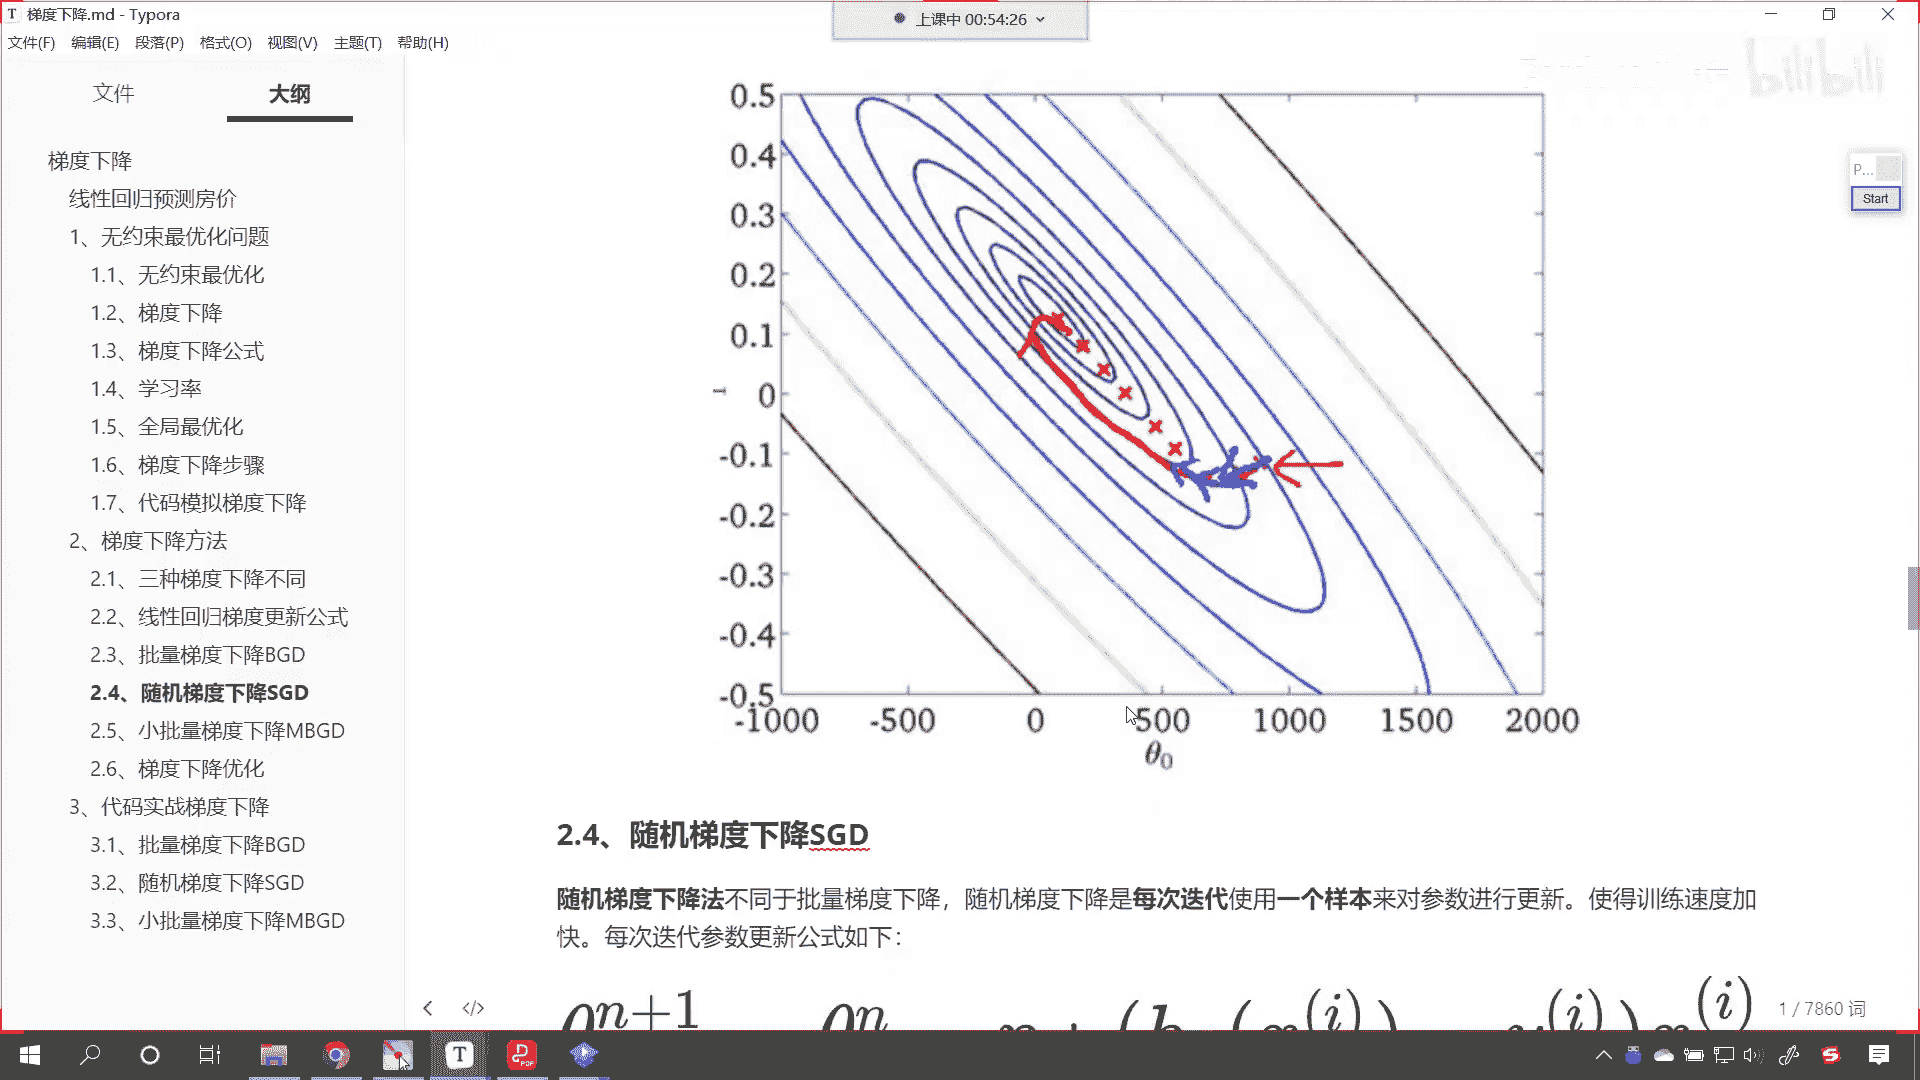 梯度下降.md - Typora
上课中 00:54:26
文件(F) 编辑(E) 段落(P) 格式(O) 视图(V) 主题(T) 帮助(H)
bilibili
文件 大纲
P...
Start
梯度下降
线性回归预测房价
1、无约束最优化问题
1.1、无约束最优化
1.2、梯度下降
1.3、梯度下降公式
1.4、学习率
1.5、全局最优化
1.6、梯度下降步骤
1.7、代码模拟梯度下降
2、梯度下降方法
2.1、三种梯度下降不同
2.2、线性回归梯度更新公式
2.3、批量梯度下降BGD
2.4、随机梯度下降SGD
2.5、小批量梯度下降MBGD
2.6、梯度下降优化
3、代码实战梯度下降
3.1、批量梯度下降BGD
3.2、随机梯度下降SGD
3.3、小批量梯度下降MBGD
0.5
0.4
0.3
0.2
0.1
0
-0.1
-0.2
-0.3
-0.4
-0.5
-1000 -500 0 500 1000 1500 2000
θ₀
2.4、随机梯度下降SGD
随机梯度下降法不同于批量梯度下降，随机梯度下降是每次迭代使用一个样本来对参数进行更新。使得训练速度加
快。每次迭代参数更新公式如下：
1 / 7860 词